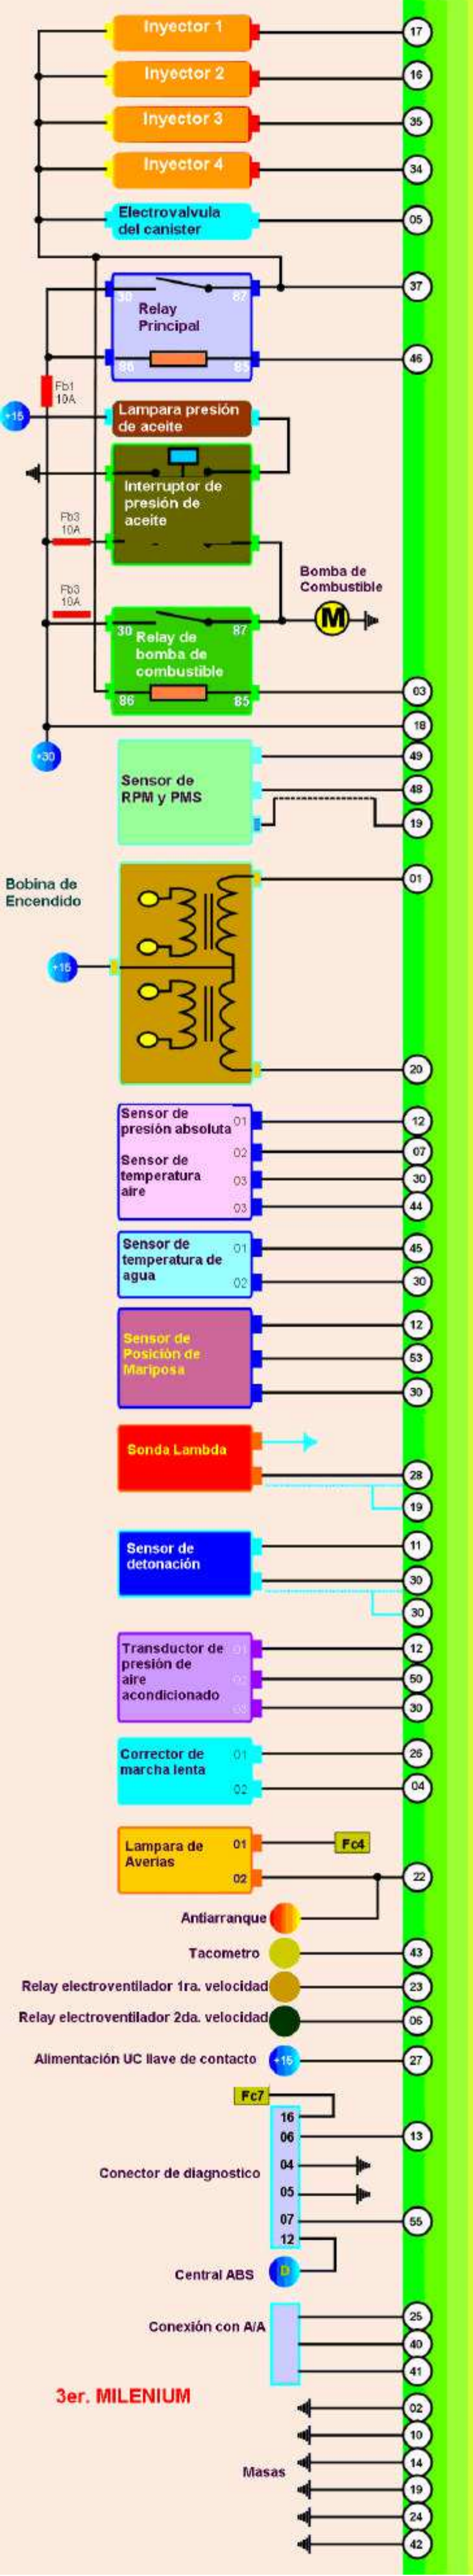 Inyector 1
17
Inyector 2
16
Inyector 3
35
Inyector 4
34
Electrovalvula
del canister
05
30
87
37
Relay
Principal
86
85
46
Fb1
10A
+15
Lampara presión
de aceite
Interruptor de
presión de
aceite
Fb3
10A
Bomba de
Combustible
Fb3
10A
30
87
M
Relay de
bomba de
combustible
86
85
03
18
+30
49
Sensor de
RPM y PMS
48
19
01
Bobina de
Encendido
+15
20
Sensor de
presión absoluta
01
12
02
07
Sensor de
temperatura
aire
03
30
03
44
Sensor de
temperatura de
agua
01
45
02
30
12
Sensor de
Posición de
Mariposa
53
30
Sonda Lambda
28
19
11
Sensor de
detonación
30
30
Transductor de
presión de
aire
acondicionado
01
12
02
50
03
30
Corrector de
marcha lenta
01
26
02
04
Lampara de
Averias
01
Fc4
02
22
Antiarranque
Tacometro
43
Relay electroventilador 1ra. velocidad
23
Relay electroventilador 2da. velocidad
06
Alimentación UC llave de contacto
+15
27
Fc7
16
06
13
04
Conector de diagnostico
05
07
55
12
Central ABS
D
Conexión con A/A
25
40
41
3er. MILENIUM
02
10
14
Masas
19
24
42